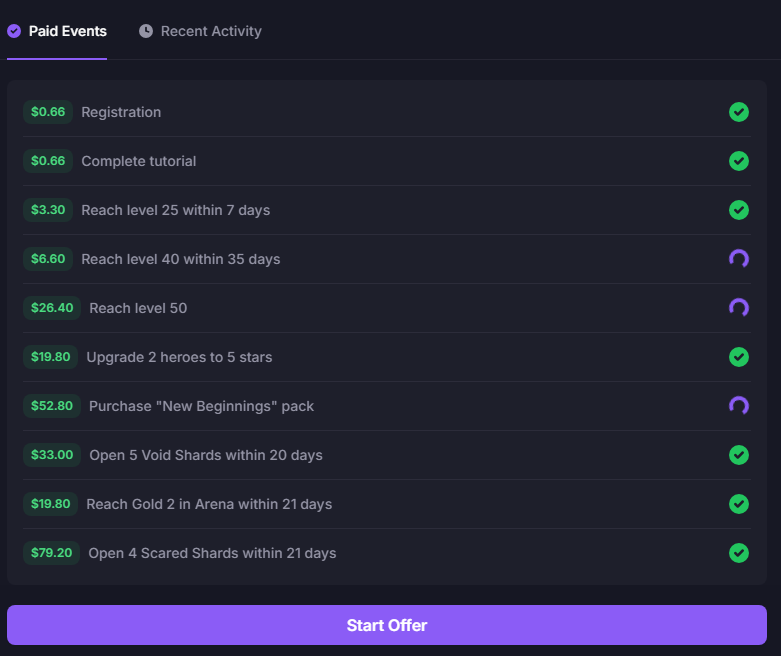 Paid Events
Recent Activity
$0.66 Registration
$0.66 Complete tutorial
$3.30 Reach level 25 within 7 days
$6.60 Reach level 40 within 35 days
$26.40 Reach level 50
$19.80 Upgrade 2 heroes to 5 stars
$52.80 Purchase "New Beginnings" pack
$33.00 Open 5 Void Shards within 20 days
$19.80 Reach Gold 2 in Arena within 21 days
$79.20 Open 4 Scared Shards within 21 days
Start Offer